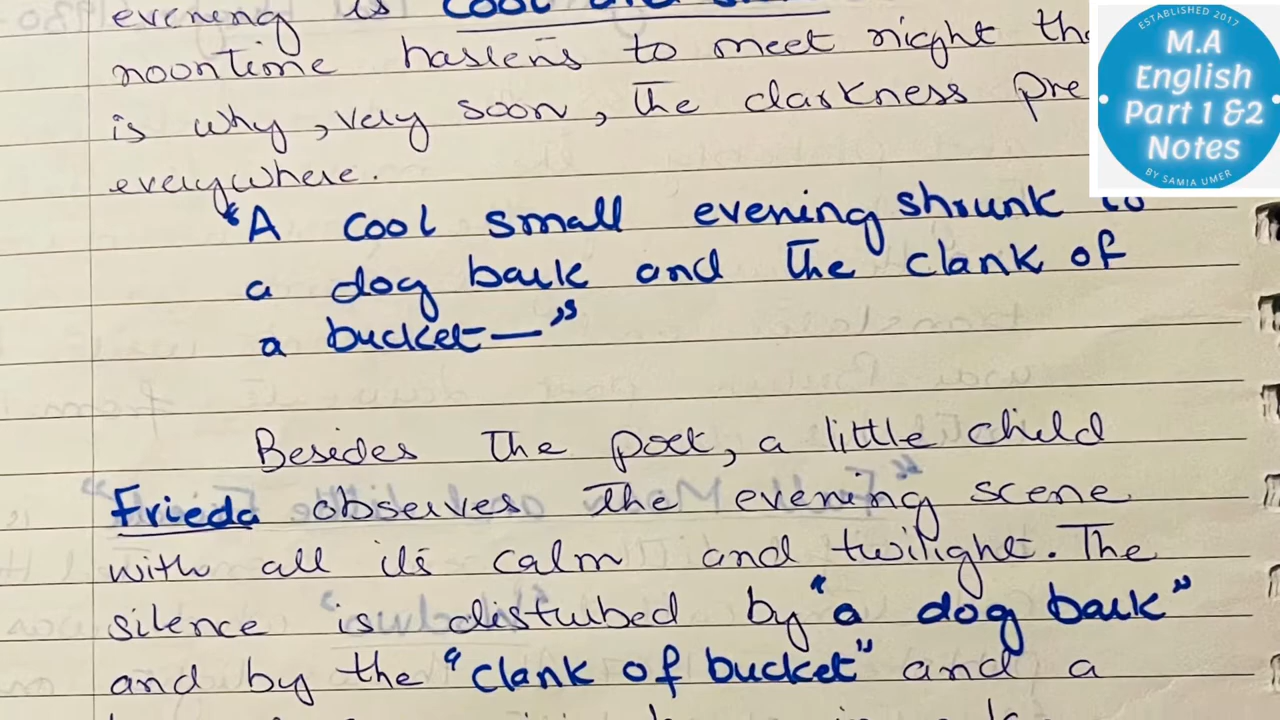 evening is cool and
noontime hastens to meet night
is why, very soon, the darkness pre
everywhere.
"A cool small evening shrunk to
a dog bark and the clank of
a bucket—"
Besides the poet, a little child
Frieda observes the evening scene
with all its calm and twilight. The
silence is disturbed by "a dog bark"
and by the "clank of bucket" and a
ESTABLISHED 2017
M.A
English
Part 1 &2
Notes
BY SAMIA UMER